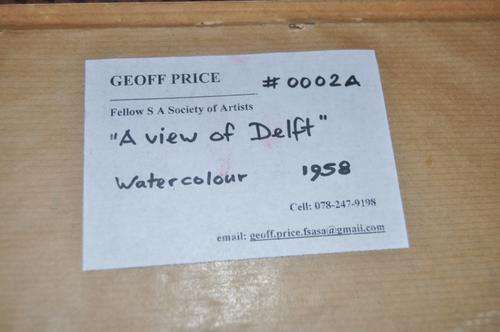 GEOFF PRICE #0002A
Fellow S A Society of Artists
"A view of Delft"
Watercolour 1958
Cell: 078-247-9198
email: geoff.price.fsasa@gmail.com